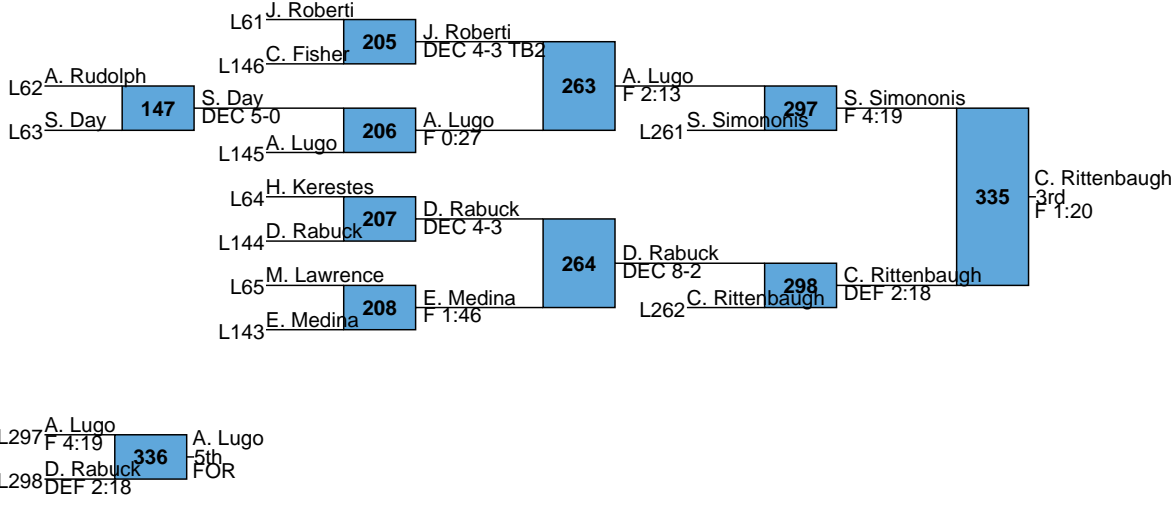 J. Roberti
L61
205
J. Roberti
DEC 4-3 TB2
C. Fisher
L146
A. Rudolph
L62
147
S. Day
DEC 5-0
S. Day
L63
206
A. Lugo
F 0:27
A. Lugo
L145
263
A. Lugo
F 2:13
297
S. Simononis
F 4:19
S. Simononis
L261
H. Kerestes
L64
207
D. Rabuck
DEC 4-3
D. Rabuck
L144
264
D. Rabuck
DEC 8-2
M. Lawrence
L65
208
E. Medina
F 1:46
E. Medina
L143
298
C. Rittenbaugh
DEF 2:18
C. Rittenbaugh
L262
335
C. Rittenbaugh
3rd
F 1:20
A. Lugo
L297
F 4:19
336
A. Lugo
5th
FOR
D. Rabuck
L298
DEF 2:18